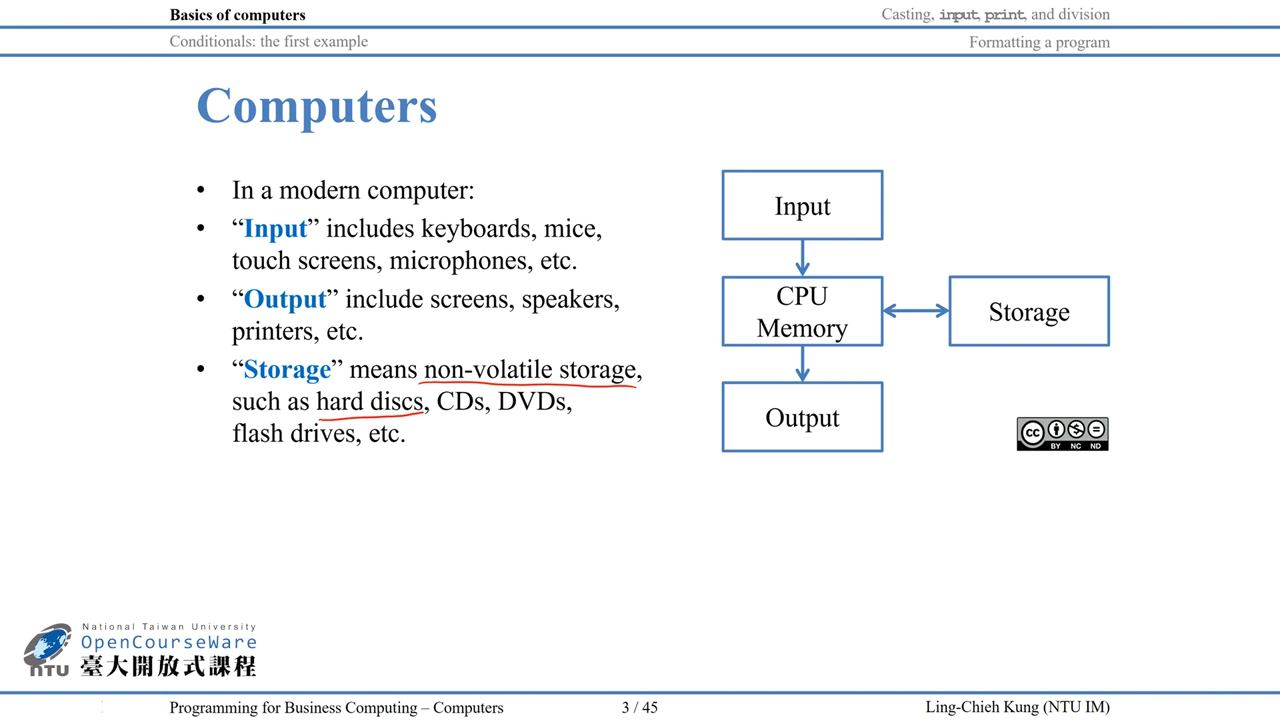 Basics of computers
Casting, input, print, and division
Conditionals: the first example
Formatting a program
Computers
• In a modern computer:
• “Input” includes keyboards, mice,
touch screens, microphones, etc.
• “Output” include screens, speakers,
printers, etc.
• “Storage” means non-volatile storage,
such as hard discs, CDs, DVDs,
flash drives, etc.
Input
CPU
Memory
Storage
Output
CC
BY NC ND
National Taiwan University
OpenCourseWare
NTU 臺大開放式課程
Programming for Business Computing – Computers
3 / 45
Ling-Chieh Kung (NTU IM)